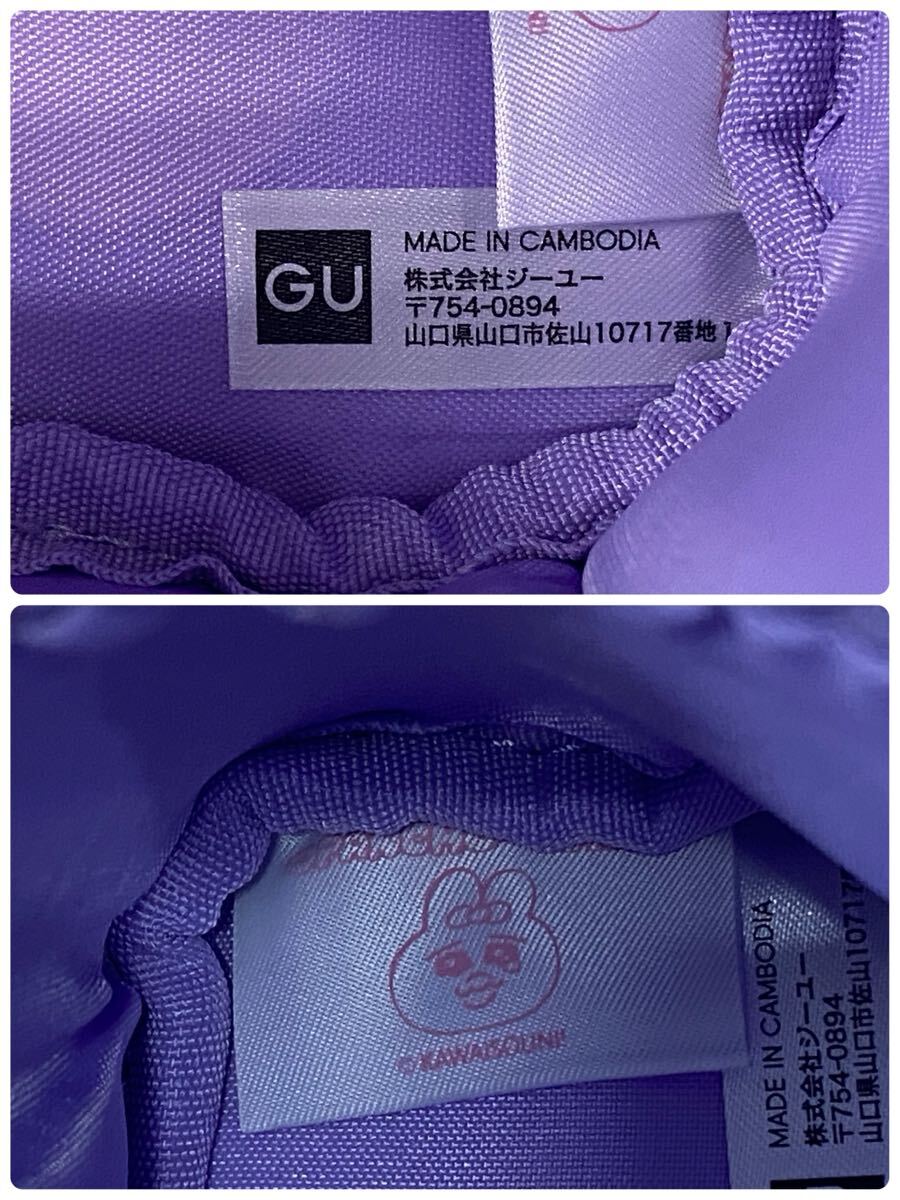 GU
MADE IN CAMBODIA
株式会社ジーユー
〒754-0894
山口県山口市佐山10717番地1
©KAWAISOUNI!
MADE IN CAMBODIA
株式会社ジーユー
〒754-0894
山口県山口市佐山10717